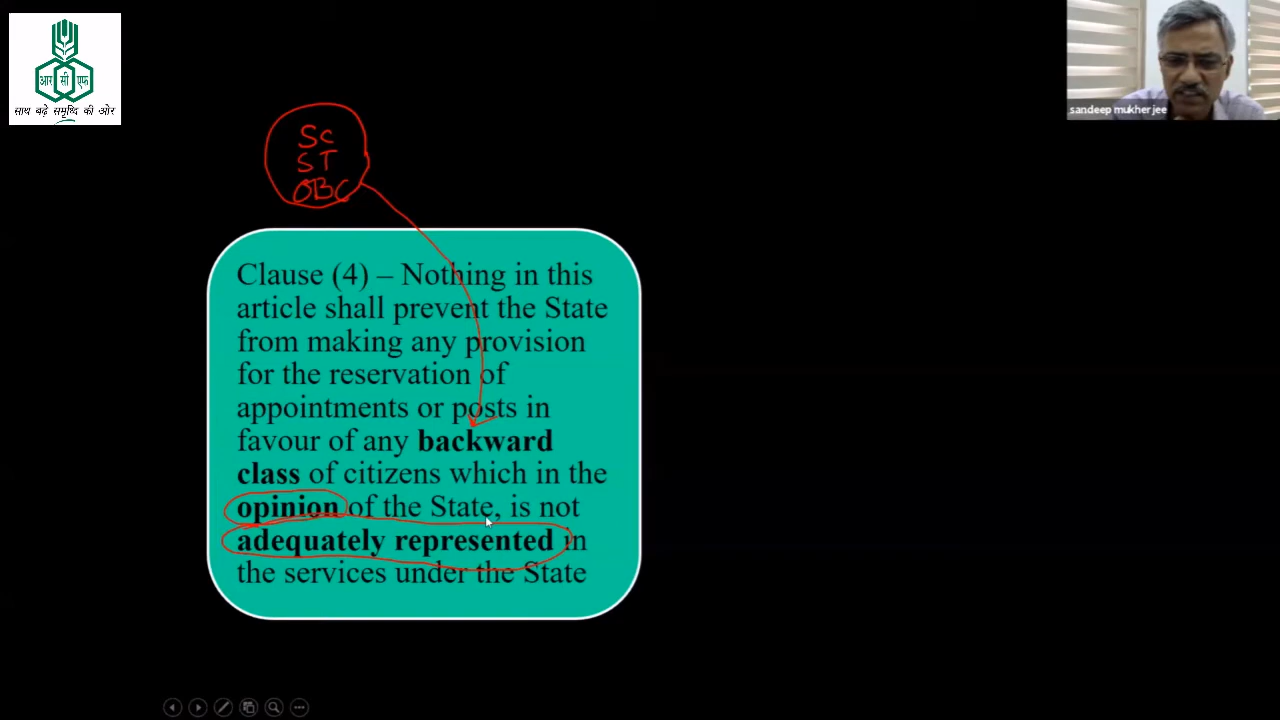 आर सी एफ
साथ बढ़े समृध्दि की ओर
sandeep mukherjee
SC
ST
OBC
Clause (4) – Nothing in this
article shall prevent the State
from making any provision
for the reservation of
appointments or posts in
favour of any backward
class of citizens which in the
opinion of the State, is not
adequately represented in
the services under the State